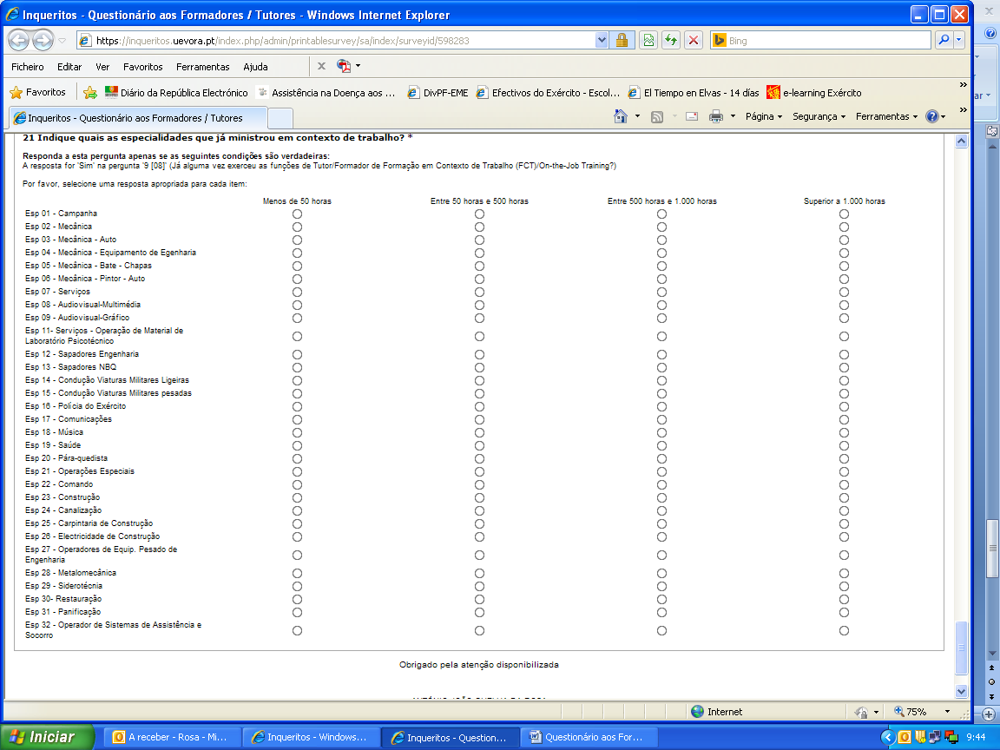 Inqueritos - Questionário aos Formadores / Tutores - Windows Internet Explorer
https://inqueritos.uevora.pt/index.php/admin/printablesurvey/sa/index/surveyid/598283
Bing
Ficheiro Editar Ver Favoritos Ferramentas Ajuda
Favoritos Diário da República Electrónico Assistência na Doença aos ... DivPF-EME Efectivos do Exército - Escol... El Tiempo en Elvas - 14 días e-learning Exército
Inqueritos - Questionário aos Formadores / Tutores
Página Segurança Ferramentas
21 Indique quais as especialidades que já ministrou em contexto de trabalho? *
Responda a esta pergunta apenas se as seguintes condições são verdadeiras:
A resposta for 'Sim' na pergunta '9 [08]' (Já alguma vez exerceu as funções de Tutor/Formador de Formação em Contexto de Trabalho (FCT)/On-the-Job Training?)
Por favor, selecione uma resposta apropriada para cada item:
Menos de 50 horas Entre 50 horas e 500 horas Entre 500 horas e 1.000 horas Superior a 1.000 horas
Esp 01 - Campanha
Esp 02 - Mecânica
Esp 03 - Mecânica - Auto
Esp 04 - Mecânica - Equipamento de Egenharia
Esp 05 - Mecânica - Bate - Chapas
Esp 06 - Mecânica - Pintor - Auto
Esp 07 - Serviços
Esp 08 - Audiovisual-Multimédia
Esp 09 - Audiovisual-Gráfico
Esp 11- Serviços - Operação de Material de
Laboratório Psicotécnico
Esp 12 - Sapadores Engenharia
Esp 13 - Sapadores NBQ
Esp 14 - Condução Viaturas Militares Ligeiras
Esp 15 - Condução Viaturas Militares pesadas
Esp 16 - Polícia do Exército
Esp 17 - Comunicações
Esp 18 - Música
Esp 19 - Saúde
Esp 20 - Pára-quedista
Esp 21 - Operações Especiais
Esp 22 - Comando
Esp 23 - Construção
Esp 24 - Canalização
Esp 25 - Carpintaria de Construção
Esp 26 - Electricidade de Construção
Esp 27 - Operadores de Equip. Pesado de
Engenharia
Esp 28 - Metalomecânica
Esp 29 - Siderotécnia
Esp 30- Restauração
Esp 31 - Panificação
Esp 32 - Operador de Sistemas de Assistência e
Socorro
Obrigado pela atenção disponibilizada
Internet 75%
Iniciar A receber - Rosa - Mi... Inqueritos - Windows... Inqueritos - Question... Questionário aos For... 9:44